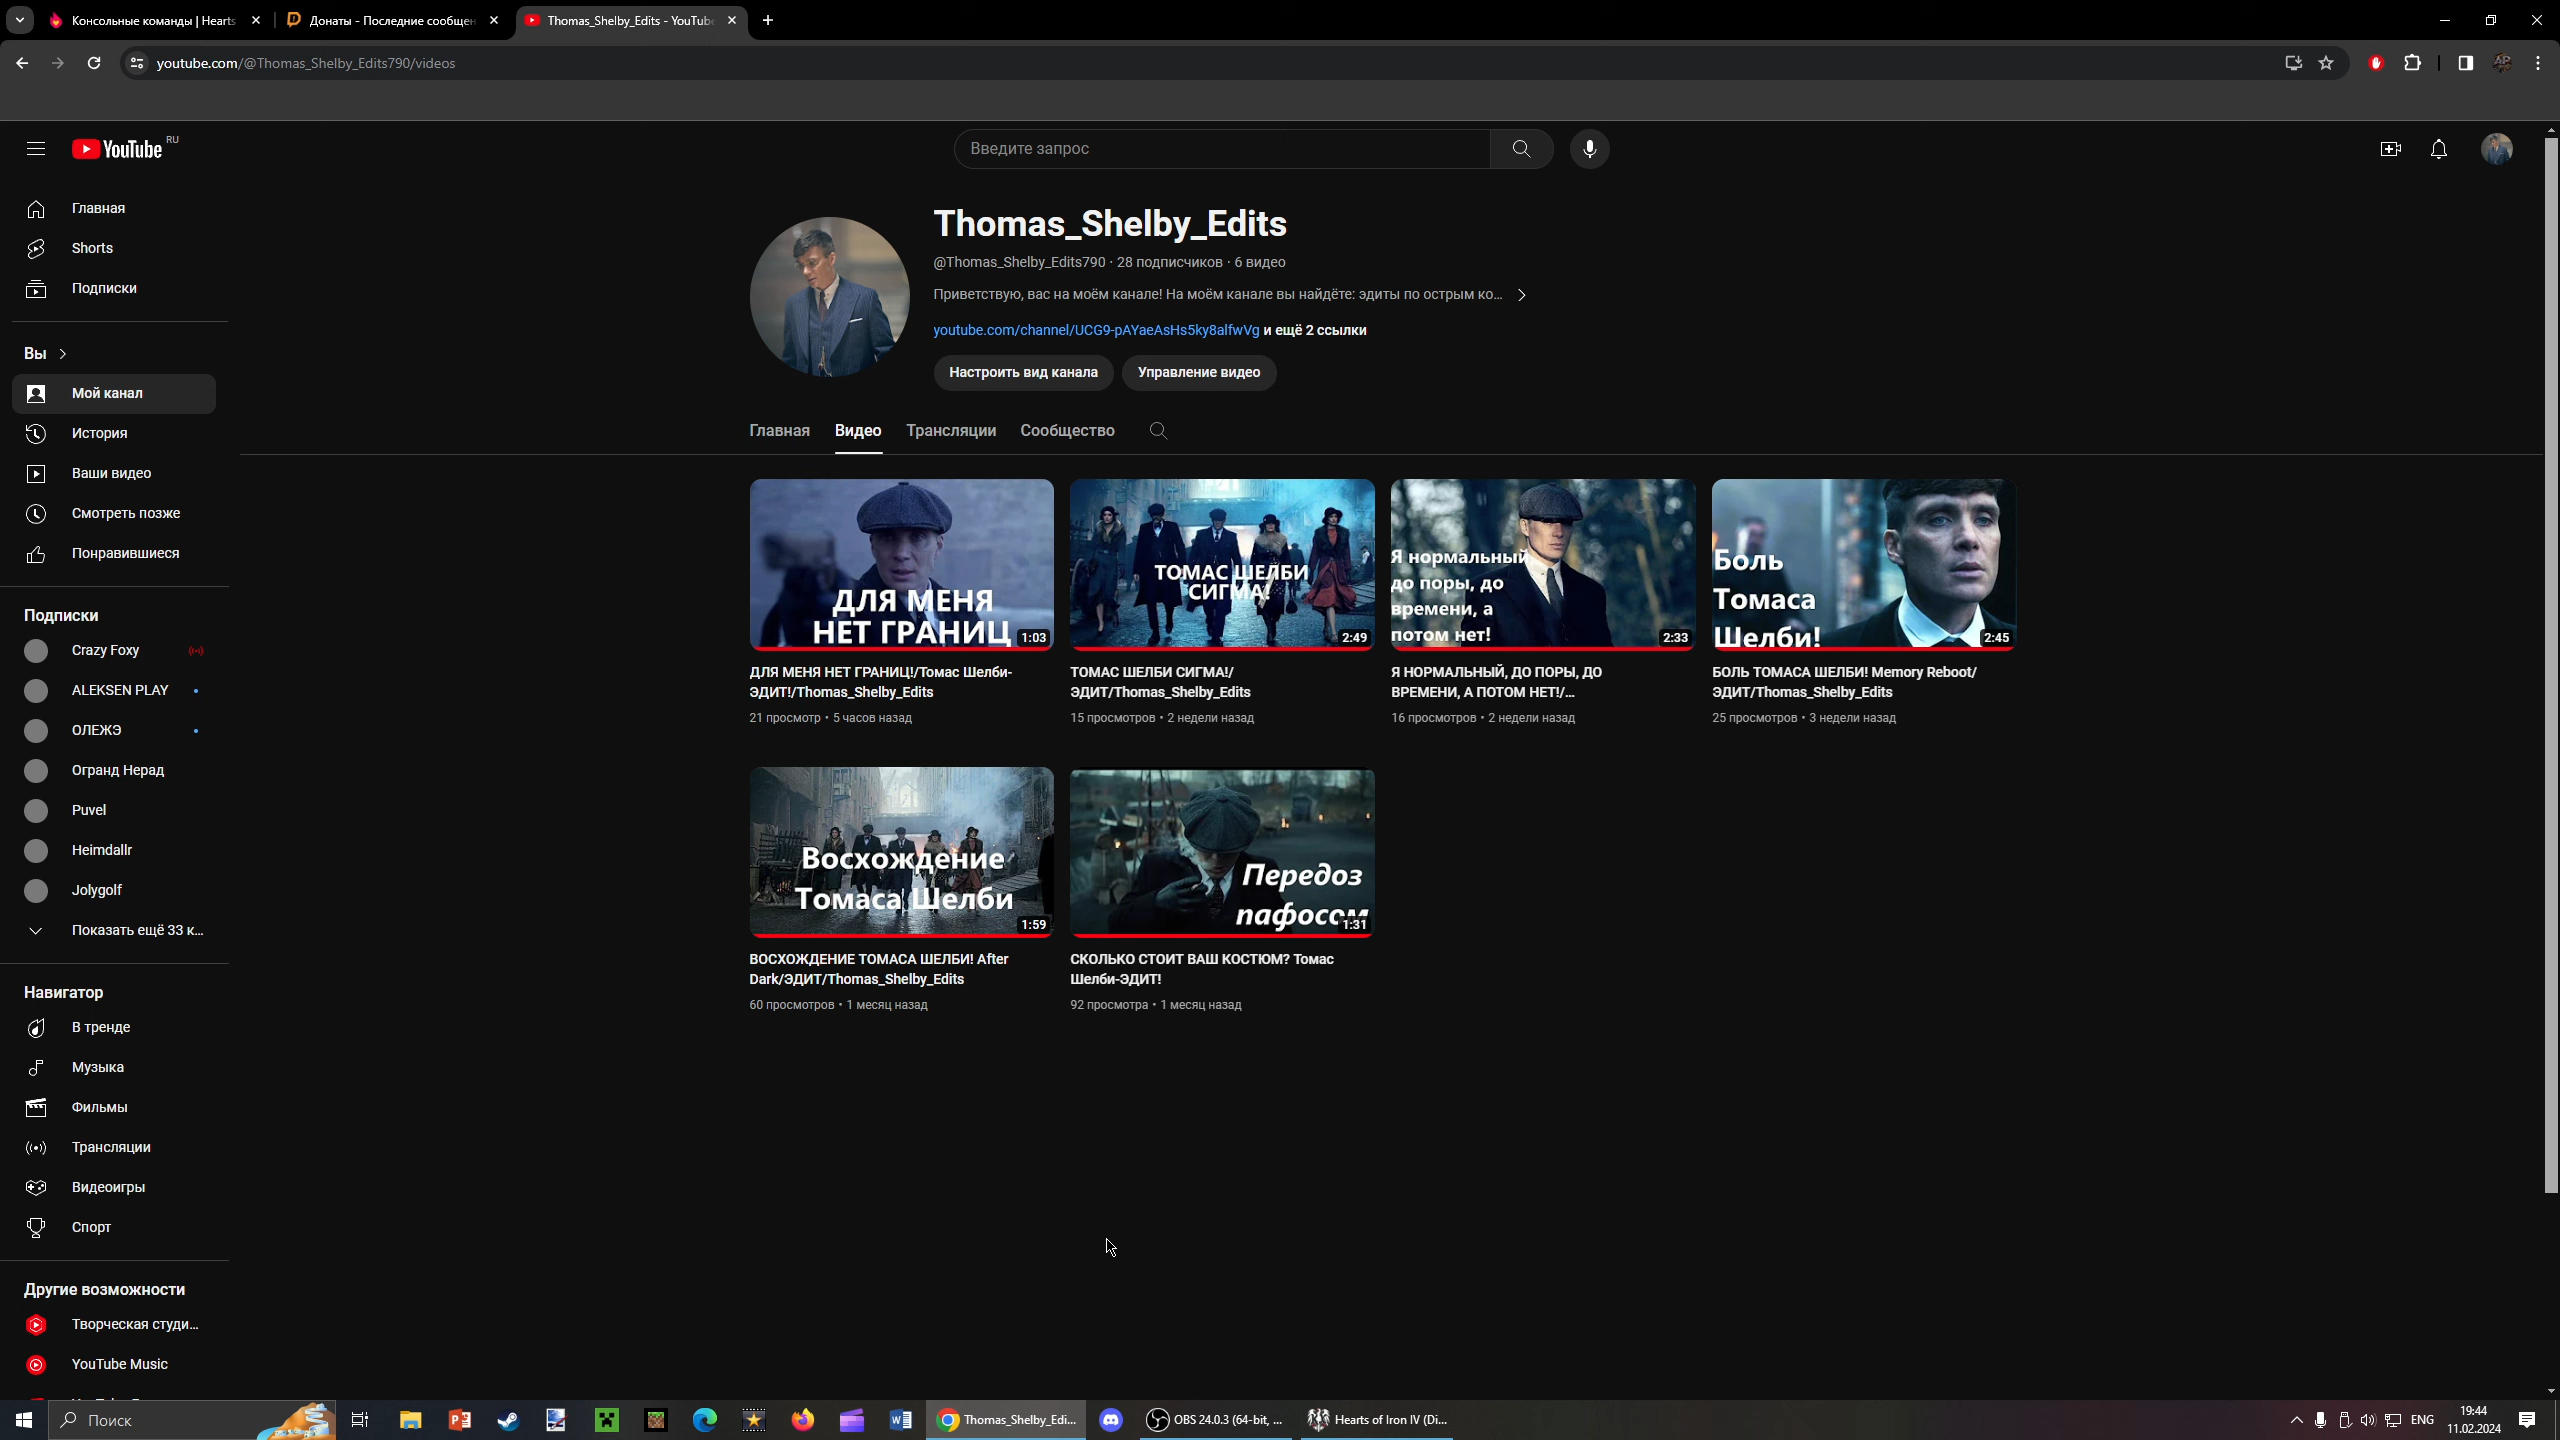 Консольные команды | Hearts
Донаты - Последние сообщен
Thomas_Shelby_Edits - YouTube
youtube.com/@Thomas_Shelby_Edits790/videos
YouTube RU
Введите запрос
Главная
Shorts
Подписки
Вы
Мой канал
История
Ваши видео
Смотреть позже
Понравившиеся
Подписки
Crazy Foxy
ALEKSEN PLAY
ОЛЕЖЭ
Огранд Нерад
Puvel
Heimdallr
Jolygolf
Показать ещё 33 к...
Навигатор
В тренде
Музыка
Фильмы
Трансляции
Видеоигры
Спорт
Другие возможности
Творческая студи...
YouTube Music
Thomas_Shelby_Edits
@Thomas_Shelby_Edits790 · 28 подписчиков · 6 видео
Приветствую, вас на моём канале! На моём канале вы найдёте: эдиты по острым ко...
youtube.com/channel/UCG9-pAYaeAsHs5ky8alfwVg и ещё 2 ссылки
Настроить вид канала
Управление видео
Главная
Видео
Трансляции
Сообщество
ДЛЯ МЕНЯ
НЕТ ГРАНИЦ
1:03
ДЛЯ МЕНЯ НЕТ ГРАНИЦ!/Томас Шелби-
ЭДИТ!/Thomas_Shelby_Edits
21 просмотр • 5 часов назад
ТОМАС ШЕЛБИ
СИГМА!
2:49
ТОМАС ШЕЛБИ СИГМА!/
ЭДИТ/Thomas_Shelby_Edits
15 просмотров • 2 недели назад
Я нормальный
до поры, до
времени, а
потом нет!
2:33
Я НОРМАЛЬНЫЙ, ДО ПОРЫ, ДО
ВРЕМЕНИ, А ПОТОМ НЕТ!/...
16 просмотров • 2 недели назад
Боль
Томаса
Шелби!
2:45
БОЛЬ ТОМАСА ШЕЛБИ! Memory Reboot/
ЭДИТ/Thomas_Shelby_Edits
25 просмотров • 3 недели назад
Восхождение
Томаса Шелби
1:59
ВОСХОЖДЕНИЕ ТОМАСА ШЕЛБИ! After
Dark/ЭДИТ/Thomas_Shelby_Edits
60 просмотров • 1 месяц назад
Передоз
пафосом
1:31
СКОЛЬКО СТОИТ ВАШ КОСТЮМ? Томас
Шелби-ЭДИТ!
92 просмотра • 1 месяц назад
Поиск
Thomas_Shelby_Edi...
OBS 24.0.3 (64-bit, ...
Hearts of Iron IV (Di...
ENG
19:44
11.02.2024